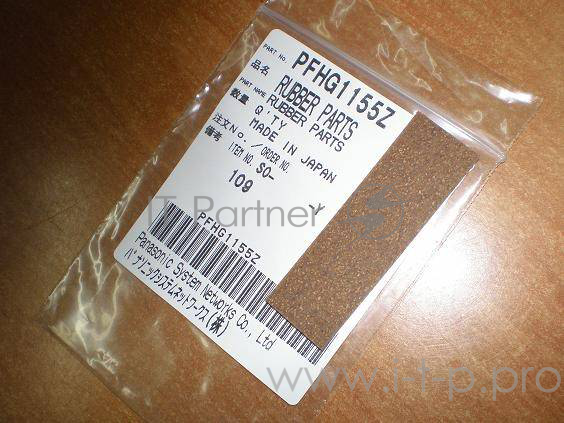 PART NO. PFHG1155Z
品名 RUBBER PARTS
PART NAME RUBBER PARTS
数量 Q'TY
MADE IN JAPAN
注文No./ORDER NO.
備考 ITEM NO. SO- -Y
109
PFHG1155Z
Panasonic System Networks Co., Ltd
パナソニックシステムネットワークス(株)
IT Partner
www.i-t-p.pro